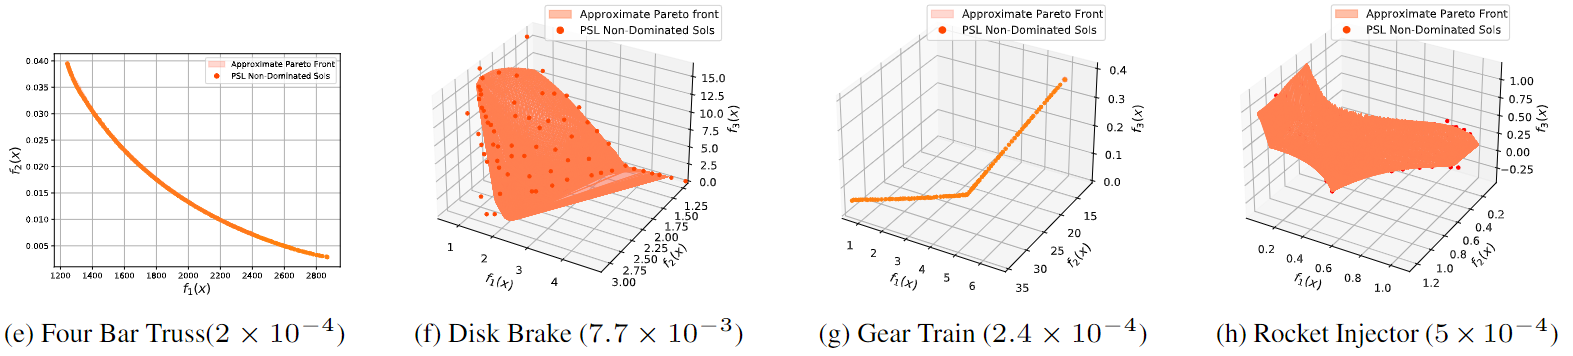 Approximate Pareto front
PSL Non-Dominated Sols
0.040
0.035
0.030
0.025
0.020
0.015
0.010
0.005
f₂(x)
1200 1400 1600 1800 2000 2200 2400 2600 2800
f₁(x)
(e) Four Bar Truss(2 × 10⁻⁴)
Approximate Pareto front
PSL Non-Dominated Sols
15.0
12.5
10.0
7.5
5.0
2.5
0.0
f₃(x)
1.25
1.50
1.75
2.00
2.25
2.50
2.75
3.00
f₂(x)
1 2 3 4
f₁(x)
(f) Disk Brake (7.7 × 10⁻³)
Approximate Pareto Front
PSL Non-Dominated Sols
0.4
0.3
0.2
0.1
0.0
f₃(x)
15
20
25
30
35
f₂(x)
1 2 3 4 5 6
f₁(x)
(g) Gear Train (2.4 × 10⁻⁴)
Approximate Pareto Front
PSL Non-Dominated Sols
1.00
0.75
0.50
0.25
0.00
−0.25
f₃(x)
0.2
0.4
0.6
0.8
1.0
1.2
f₂(x)
0.2 0.4 0.6 0.8 1.0
f₁(x)
(h) Rocket Injector (5 × 10⁻⁴)